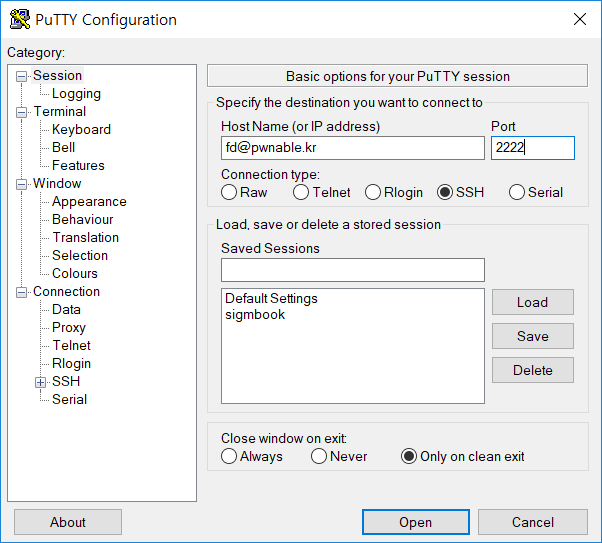 PuTTY Configuration
Category:
Session
Logging
Terminal
Keyboard
Bell
Features
Window
Appearance
Behaviour
Translation
Selection
Colours
Connection
Data
Proxy
Telnet
Rlogin
SSH
Serial
Basic options for your PuTTY session
Specify the destination you want to connect to
Host Name (or IP address) Port
fd@pwnable.kr 2222
Connection type:
Raw Telnet Rlogin SSH Serial
Load, save or delete a stored session
Saved Sessions
Default Settings
sigmbook
Load
Save
Delete
Close window on exit:
Always Never Only on clean exit
About Open Cancel